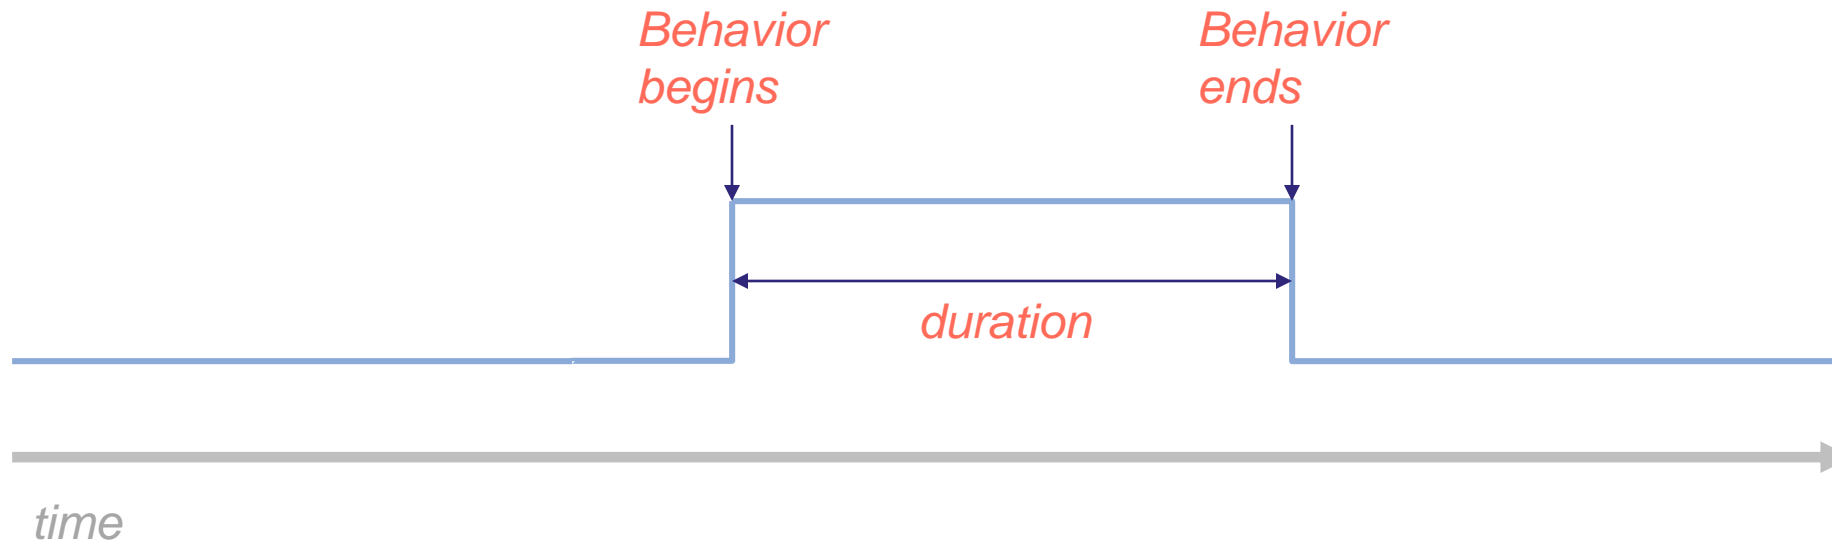 Behavior
begins
Behavior
ends
duration
time